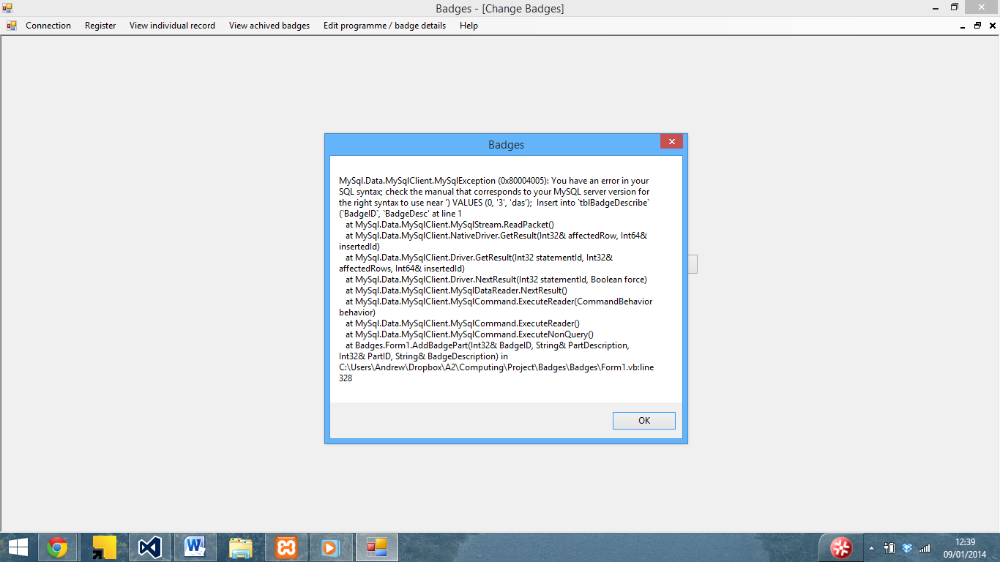 Badges - [Change Badges]
Connection Register View individual record View achived badges Edit programme / badge details Help
Badges
MySql.Data.MySqlClient.MySqlException (0x80004005): You have an error in your
SQL syntax; check the manual that corresponds to your MySQL server version for
the right syntax to use near ') VALUES (0, '3', 'das');  Insert into `tblBadgeDescribe`
(`BadgeID`, `BadgeDesc' at line 1
at MySql.Data.MySqlClient.MySqlStream.ReadPacket()
at MySql.Data.MySqlClient.NativeDriver.GetResult(Int32& affectedRow, Int64&
insertedId)
at MySql.Data.MySqlClient.Driver.GetResult(Int32 statementId, Int32&
affectedRows, Int64& insertedId)
at MySql.Data.MySqlClient.Driver.NextResult(Int32 statementId, Boolean force)
at MySql.Data.MySqlClient.MySqlDataReader.NextResult()
at MySql.Data.MySqlClient.MySqlCommand.ExecuteReader(CommandBehavior
behavior)
at MySql.Data.MySqlClient.MySqlCommand.ExecuteReader()
at MySql.Data.MySqlClient.MySqlCommand.ExecuteNonQuery()
at Badges.Form1.AddBadgePart(Int32& BadgeID, String& PartDescription,
Int32& PartID, String& BadgeDescription) in
C:\Users\Andrew\Dropbox\A2\Computing\Project\Badges\Badges\Form1.vb:line
328
OK
12:39
09/01/2014